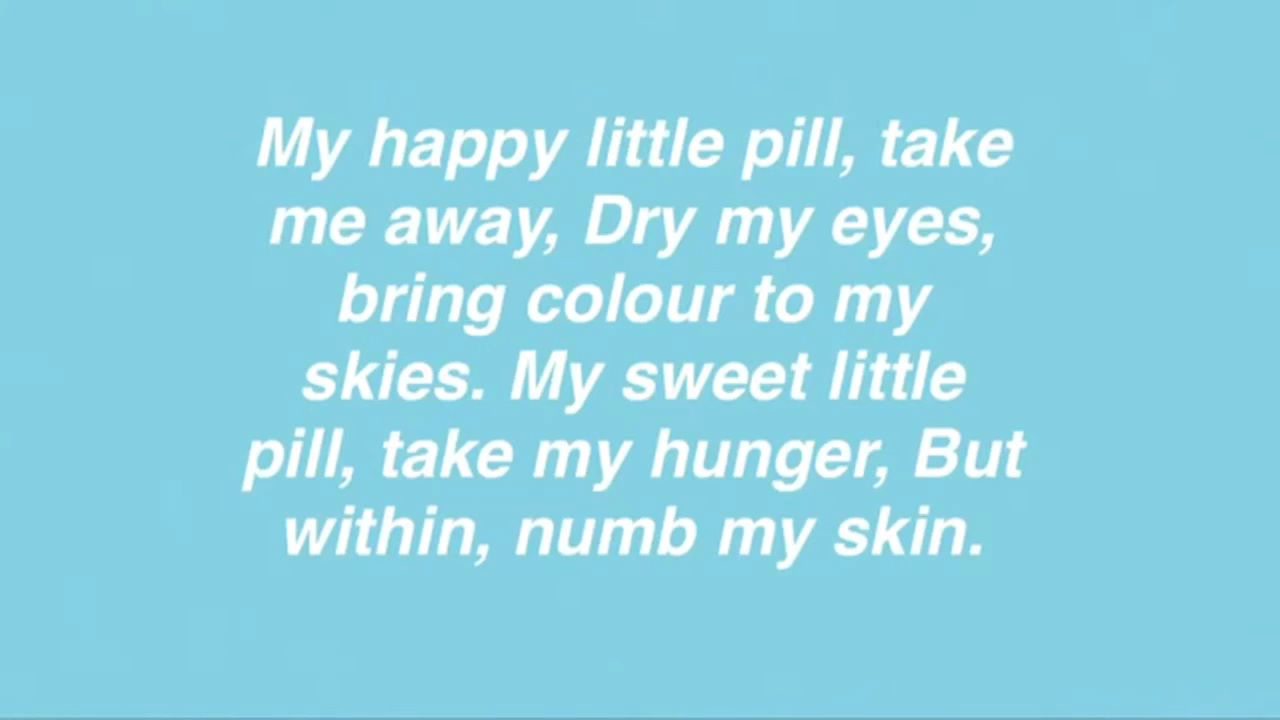 My happy little pill, take
me away, Dry my eyes,
bring colour to my
skies. My sweet little
pill, take my hunger, But
within, numb my skin.